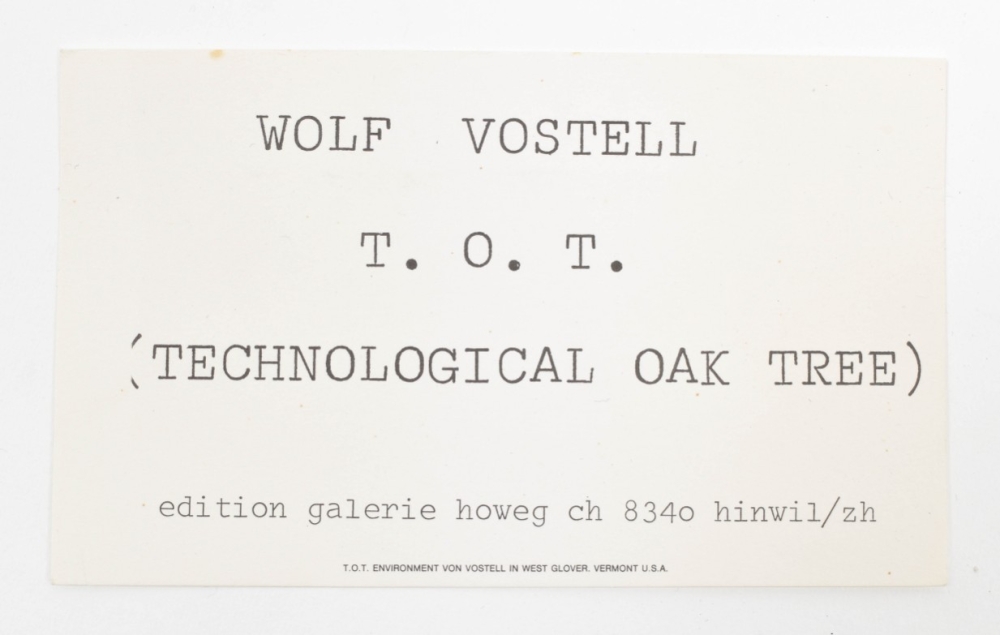 WOLF VOSTELL
T. O. T.
(TECHNOLOGICAL OAK TREE)
edition galerie howeg ch 834o hinwil/zh
T.O.T. ENVIRONMENT VON VOSTELL IN WEST GLOVER. VERMONT U.S.A.